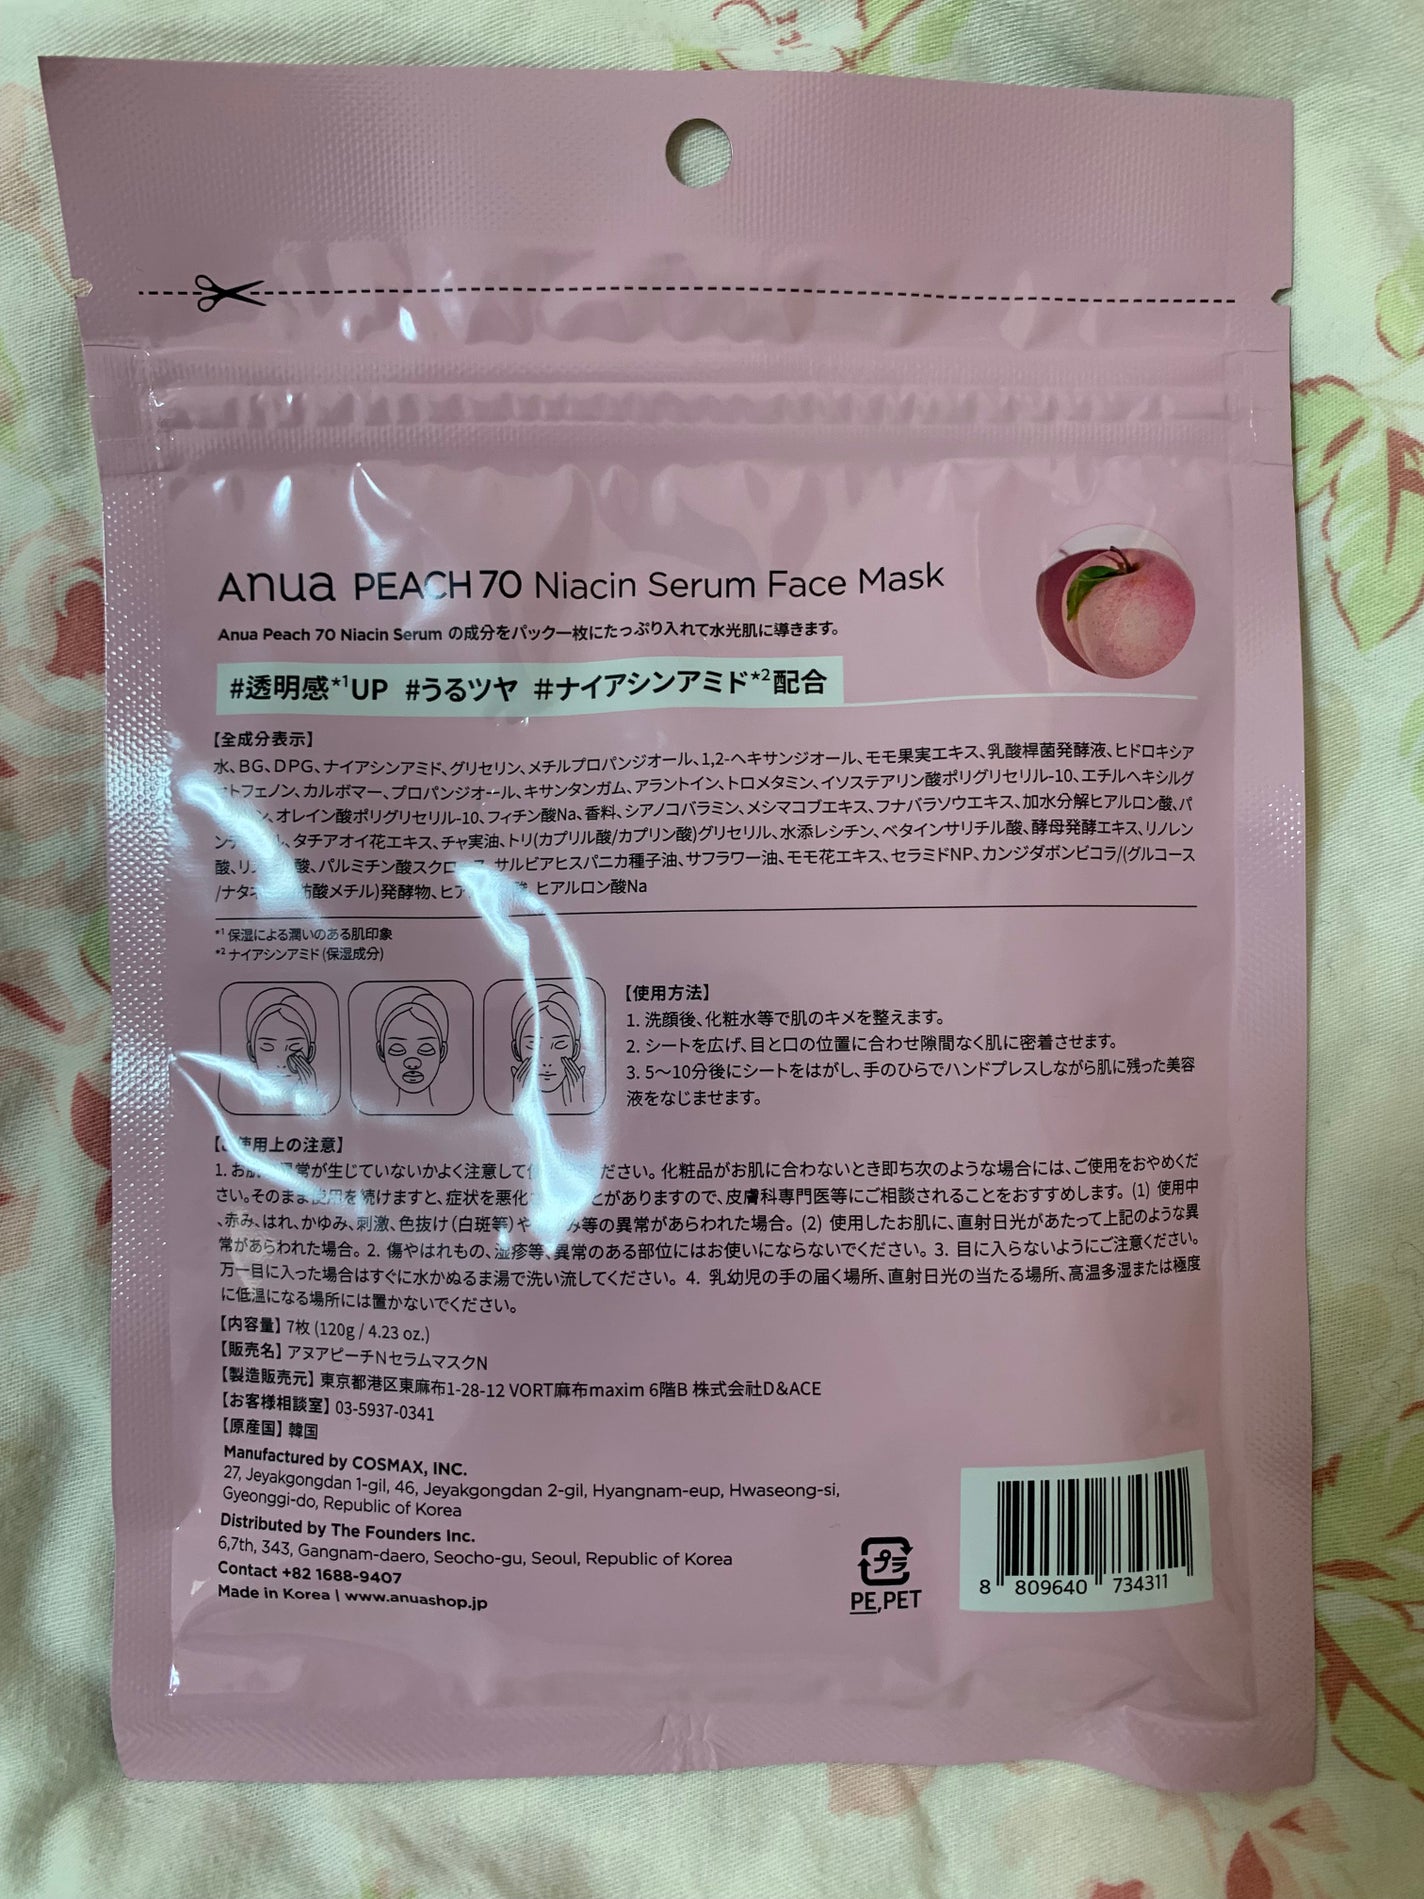 Anua PEACH 70 Niacin Serum Face Mask
Anua Peach 70 Niacin Serum の成分をパック一枚にたっぷり入れて水光肌に導きます。
#透明感*1UP #うるツヤ #ナイアシンアミド*2配合
【全成分表示】
水、BG、DPG、ナイアシンアミド、グリセリン、メチルプロパンジオール、1,2-ヘキサンジオール、モモ果実エキス、乳酸桿菌発酵液、ヒドロキシア
トフェノン、カルボマー、プロパンジオール、キサンタンガム、アラントイン、トロメタミン、イソステアリン酸ポリグリセリル-10、エチルヘキシルグ
ン、オレイン酸ポリグリセリル-10、フィチン酸Na、香料、シアノコバラミン、メシマコブエキス、フナバラソウエキス、加水分解ヒアルロン酸、パ
ン ル、タチアオイ花エキス、チャ実油、トリ(カプリル酸/カプリン酸)グリセリル、水添レシチン、ベタインサリチル酸、酵母発酵エキス、リノレン
酸、リ 酸、パルミチン酸スクロ ス、サルビアヒスパニカ種子油、サフラワー油、モモ花エキス、セラミドNP、カンジダボンビコラ/(グルコース
/ナタネ 肪酸メチル)発酵物、ヒア 酸、ヒアルロン酸Na
*1 保湿による潤いのある肌印象
*2 ナイアシンアミド (保湿成分)
【使用方法】
1. 洗顔後、化粧水等で肌のキメを整えます。
2. シートを広げ、目と口の位置に合わせ隙間なく肌に密着させます。
3. 5～10分後にシートをはがし、手のひらでハンドプレスしながら肌に残った美容
液をなじませます。
【 使用上の注意】
1. お肌 異常が生じていないかよく注意して ださい。化粧品がお肌に合わないとき即ち次のような場合には、ご使用をおやめくだ
さい。そのまま使用を続けますと、症状を悪化 とがありますので、皮膚科専門医等にご相談されることをおすすめします。(1) 使用中
、赤み、はれ、かゆみ、刺激、色抜け(白斑等)や み等の異常があらわれた場合。(2) 使用したお肌に、直射日光があたって上記のような異
常があらわれた場合。2. 傷やはれもの、湿疹等、異常のある部位にはお使いにならないでください。3. 目に入らないようにご注意ください。
万一目に入った場合はすぐに水かぬるま湯で洗い流してください。4. 乳幼児の手の届く場所、直射日光の当たる場所、高温多湿または極度
に低温になる場所には置かないでください。
【内容量】7枚 (120g / 4.23 oz.)
【販売名】アヌアピーチNセラムマスクN
【製造販売元】東京都港区東麻布1-28-12 VORT麻布maxim 6階B 株式会社D&ACE
【お客様相談室】03-5937-0341
【原産国】韓国
Manufactured by COSMAX, INC.
27, Jeyakgongdan 1-gil, 46, Jeyakgongdan 2-gil, Hyangnam-eup, Hwaseong-si,
Gyeonggi-do, Republic of Korea
Distributed by The Founders Inc.
6,7th, 343, Gangnam-daero, Seocho-gu, Seoul, Republic of Korea
Contact +82 1688-9407
Made in Korea | www.anuashop.jp
プラ
PE,PET
8 809640 734311